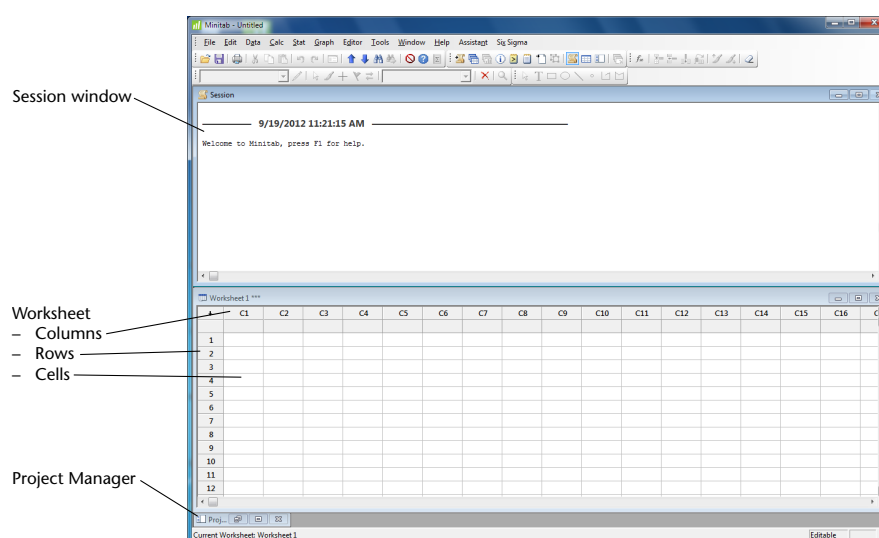 Minitab - Untitled
File Edit Data Calc Stat Graph Editor Tools Window Help Assistant Six Sigma
Session window
Session
9/19/2012 11:21:15 AM
Welcome to Minitab, press F1 for help.
Worksheet 1 ***
Worksheet
– Columns
– Rows
– Cells
C1 C2 C3 C4 C5 C6 C7 C8 C9 C10 C11 C12 C13 C14 C15 C16
1
2
3
4
5
6
7
8
9
10
11
12
Project Manager
Proj...
Current Worksheet: Worksheet 1
Editable